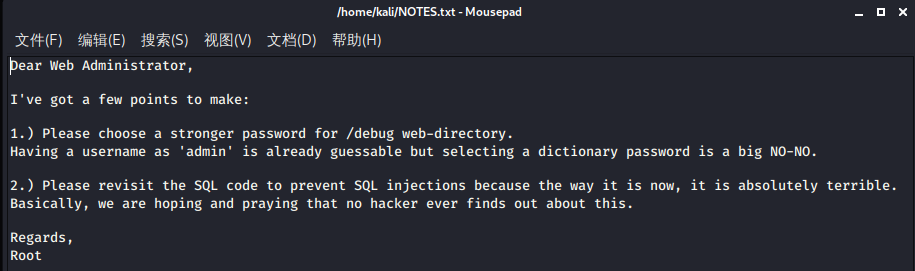 /home/kali/NOTES.txt - Mousepad
文件(F) 编辑(E) 搜索(S) 视图(V) 文档(D) 帮助(H)
Dear Web Administrator,
I've got a few points to make:
1.) Please choose a stronger password for /debug web-directory.
Having a username as 'admin' is already guessable but selecting a dictionary password is a big NO-NO.
2.) Please revisit the SQL code to prevent SQL injections because the way it is now, it is absolutely terrible.
Basically, we are hoping and praying that no hacker ever finds out about this.
Regards,
Root